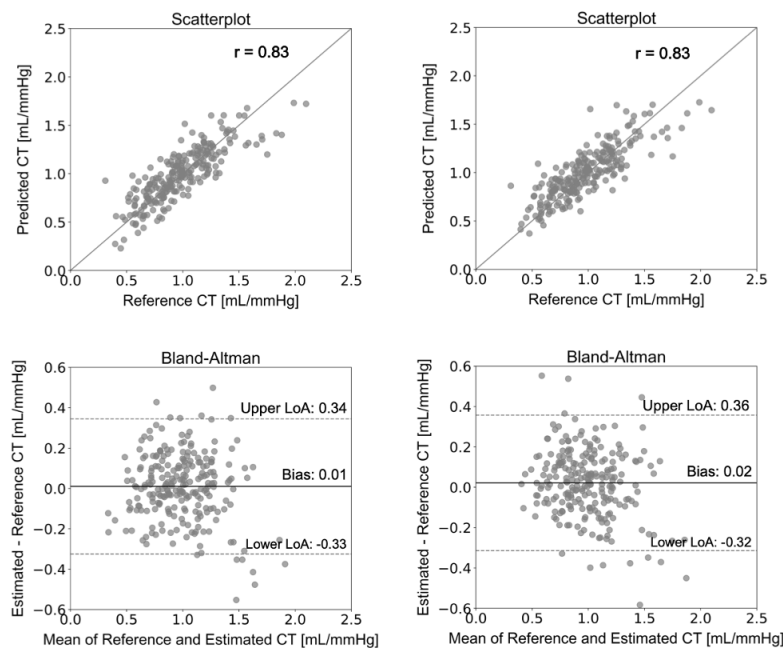 Scatterplot
r = 0.83
Predicted CT [mL/mmHg]
2.5
2.0
1.5
1.0
0.5
0.0
0.0 0.5 1.0 1.5 2.0 2.5
Reference CT [mL/mmHg]
Scatterplot
r = 0.83
Predicted CT [mL/mmHg]
2.5
2.0
1.5
1.0
0.5
0.0
0.0 0.5 1.0 1.5 2.0 2.5
Reference CT [mL/mmHg]
Bland-Altman
Estimated - Reference CT [mL/mmHg]
0.6
0.4
0.2
0.0
−0.2
−0.4
−0.6
Upper LoA: 0.34
Bias: 0.01
Lower LoA: -0.33
0.0 0.5 1.0 1.5 2.0 2.5
Mean of Reference and Estimated CT [mL/mmHg]
Bland-Altman
Estimated - Reference CT [mL/mmHg]
0.6
0.4
0.2
0.0
−0.2
−0.4
−0.6
Upper LoA: 0.36
Bias: 0.02
Lower LoA: -0.32
0.0 0.5 1.0 1.5 2.0 2.5
Mean of Reference and Estimated CT [mL/mmHg]